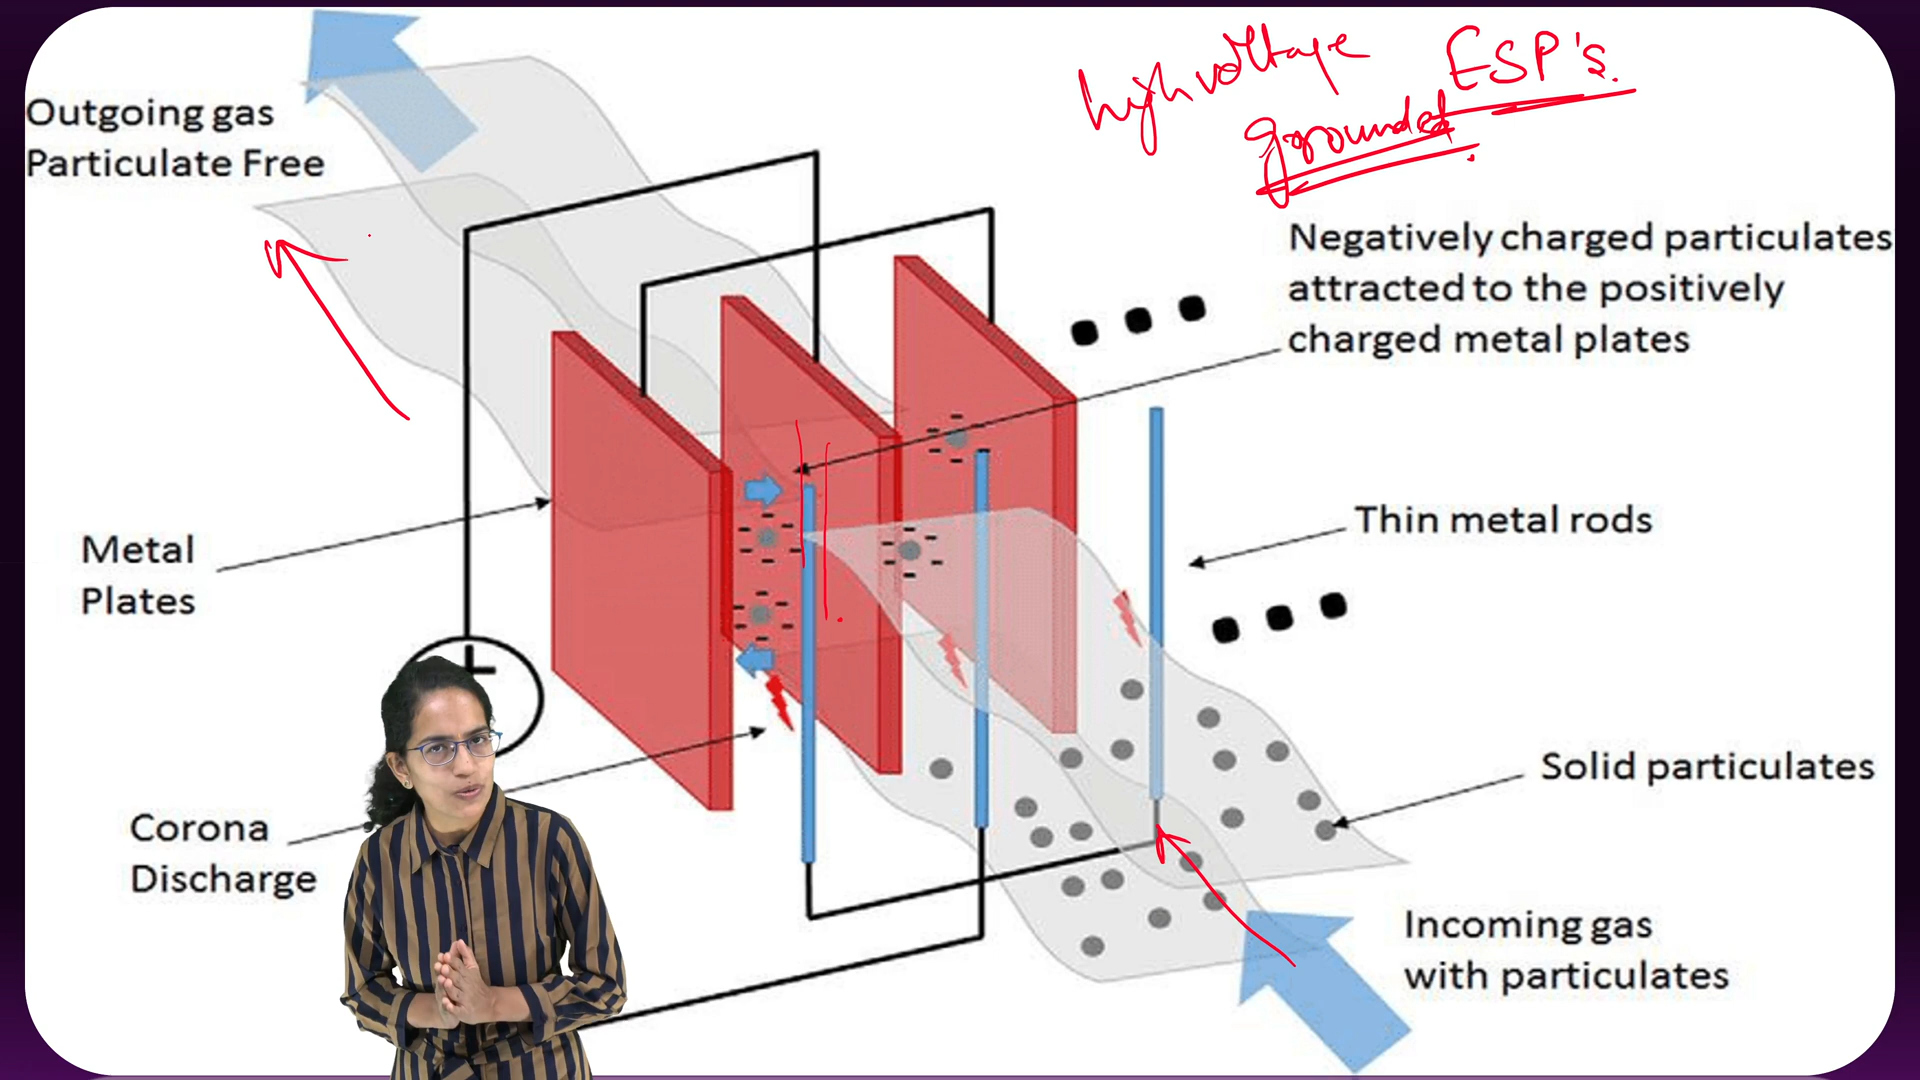 high voltage
ESP's.
grounded
Outgoing gas
Particulate Free
Negatively charged particulates
attracted to the positively
charged metal plates
Metal
Plates
Thin metal rods
Solid particulates
Corona
Discharge
Incoming gas
with particulates